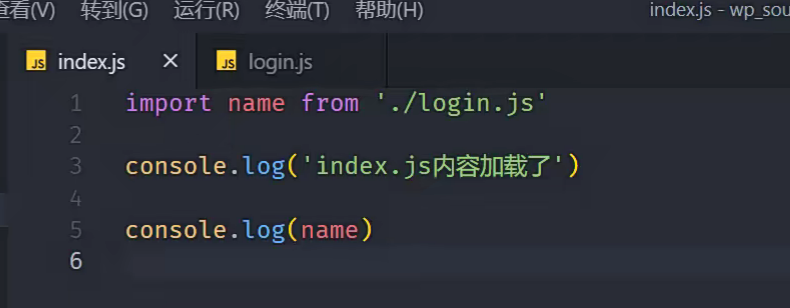 查看(V) 转到(G) 运行(R) 终端(T) 帮助(H) index.js - wp_sou
JS index.js × JS login.js
1 import name from './login.js'
2
3 console.log('index.js内容加载了')
4
5 console.log(name)
6